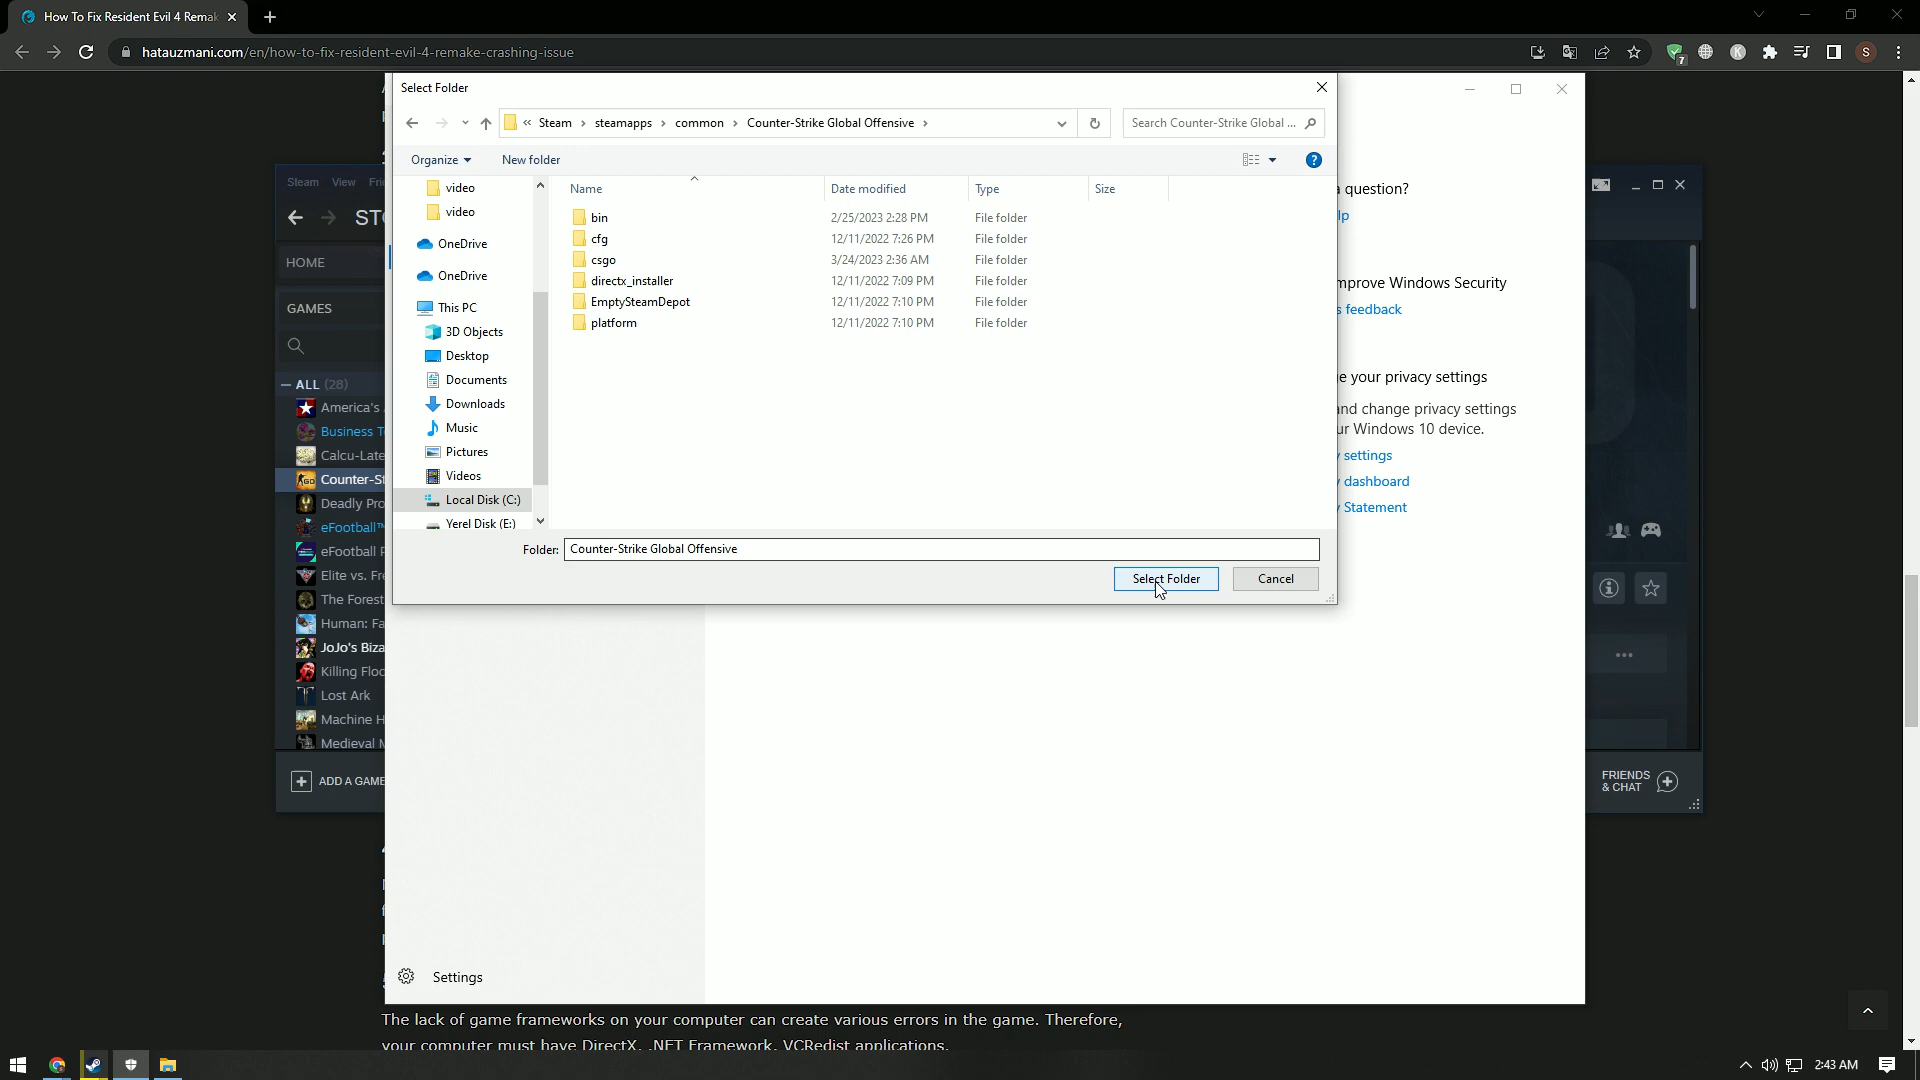 How To Fix Resident Evil 4 Remak
hatauzmani.com/en/how-to-fix-resident-evil-4-remake-crashing-issue
7
K
S
Select Folder
« Steam › steamapps › common › Counter-Strike Global Offensive ›
Search Counter-Strike Global ...
Organize
New folder
?
video
video
OneDrive
OneDrive
This PC
3D Objects
Desktop
Documents
Downloads
Music
Pictures
Videos
Local Disk (C:)
Yerel Disk (E:)
Name Date modified Type Size
bin 2/25/2023 2:28 PM File folder
cfg 12/11/2022 7:26 PM File folder
csgo 3/24/2023 2:36 AM File folder
directx_installer 12/11/2022 7:09 PM File folder
EmptySteamDepot 12/11/2022 7:10 PM File folder
platform 12/11/2022 7:10 PM File folder
Folder: Counter-Strike Global Offensive
Select Folder
Cancel
Steam View Fri
STO
HOME
GAMES
ALL (28)
America's
Business T
Calcu-Late
Counter-St
Deadly Pro
eFootball™
eFootball P
Elite vs. Fre
The Forest
Human: Fa
JoJo's Biza
Killing Floo
Lost Ark
Machine H
Medieval M
ADD A GAME
question?
lp
mprove Windows Security
s feedback
e your privacy settings
and change privacy settings
ur Windows 10 device.
settings
dashboard
Statement
FRIENDS
& CHAT
Settings
The lack of game frameworks on your computer can create various errors in the game. Therefore,
your computer must have DirectX, .NET Framework, VCRedist applications.
2:43 AM